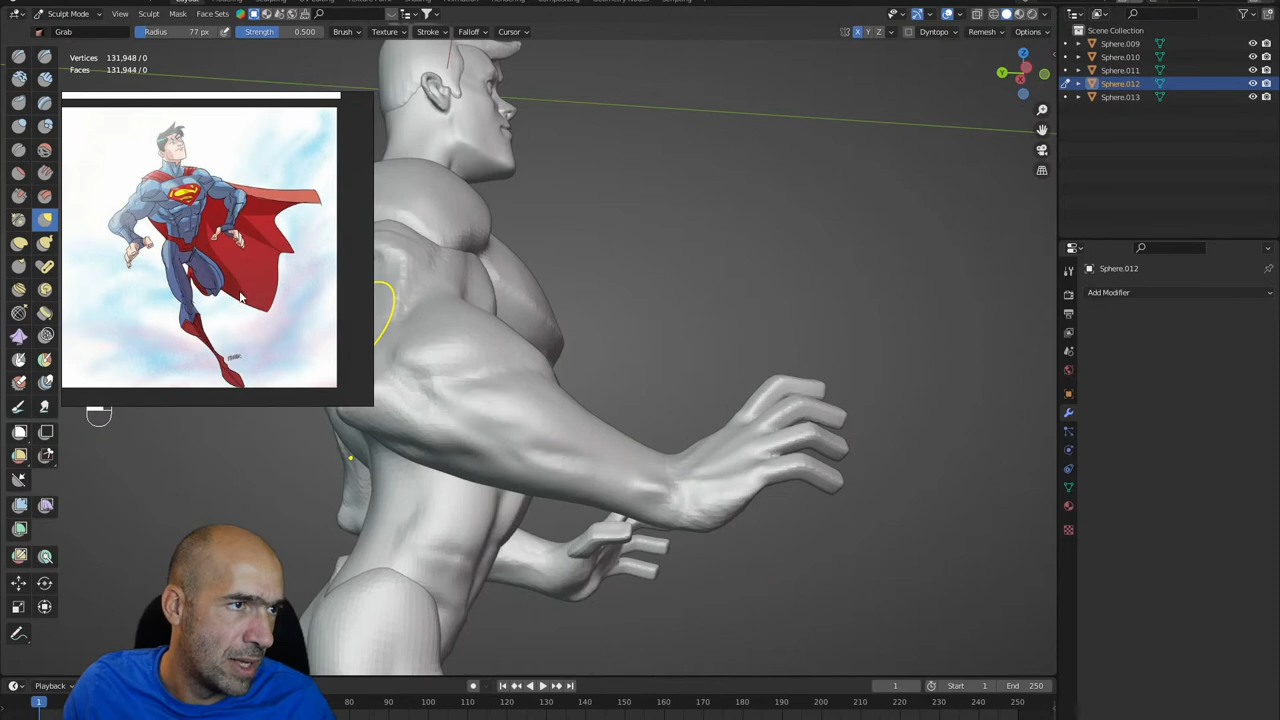 Sculpt Mode View Sculpt Mask Face Sets
Grab Radius 77 px Strength 0.500 Brush Texture Stroke Falloff Cursor X Y Z Dyntopo Remesh Options
Vertices 131,948 / 0
Faces 131,944 / 0
Z
Y
X
Scene Collection
Sphere.009
Sphere.010
Sphere.011
Sphere.012
Sphere.013
Sphere.012
Add Modifier
S
Playback
1 Start 1 End 250
1 80 90 100 110 120 130 140 150 160 170 180 190 200 210 220 230 240 250